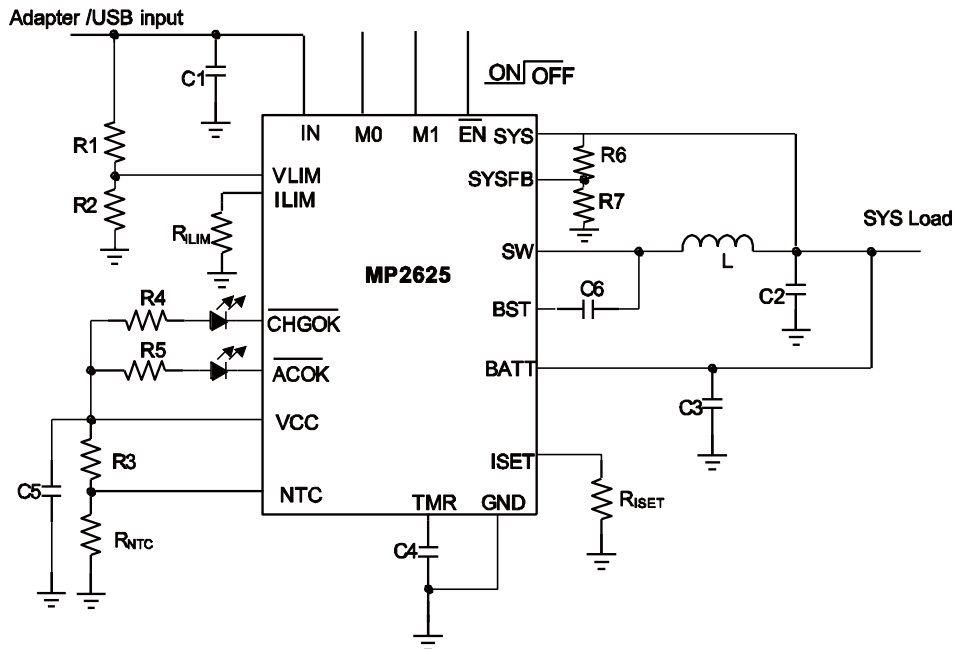 Adapter /USB input
C1
ON OFF
IN M0 M1 EN SYS
R1
R6
VLIM
SYSFB
ILIM
R2
R7
RILIM
SYS Load
SW
L
MP2625
C6
C2
R4
BST
CHGOK
R5
BATT
ACOK
C3
VCC
R3
ISET
C5
NTC
RISET
TMR GND
RNTC
C4